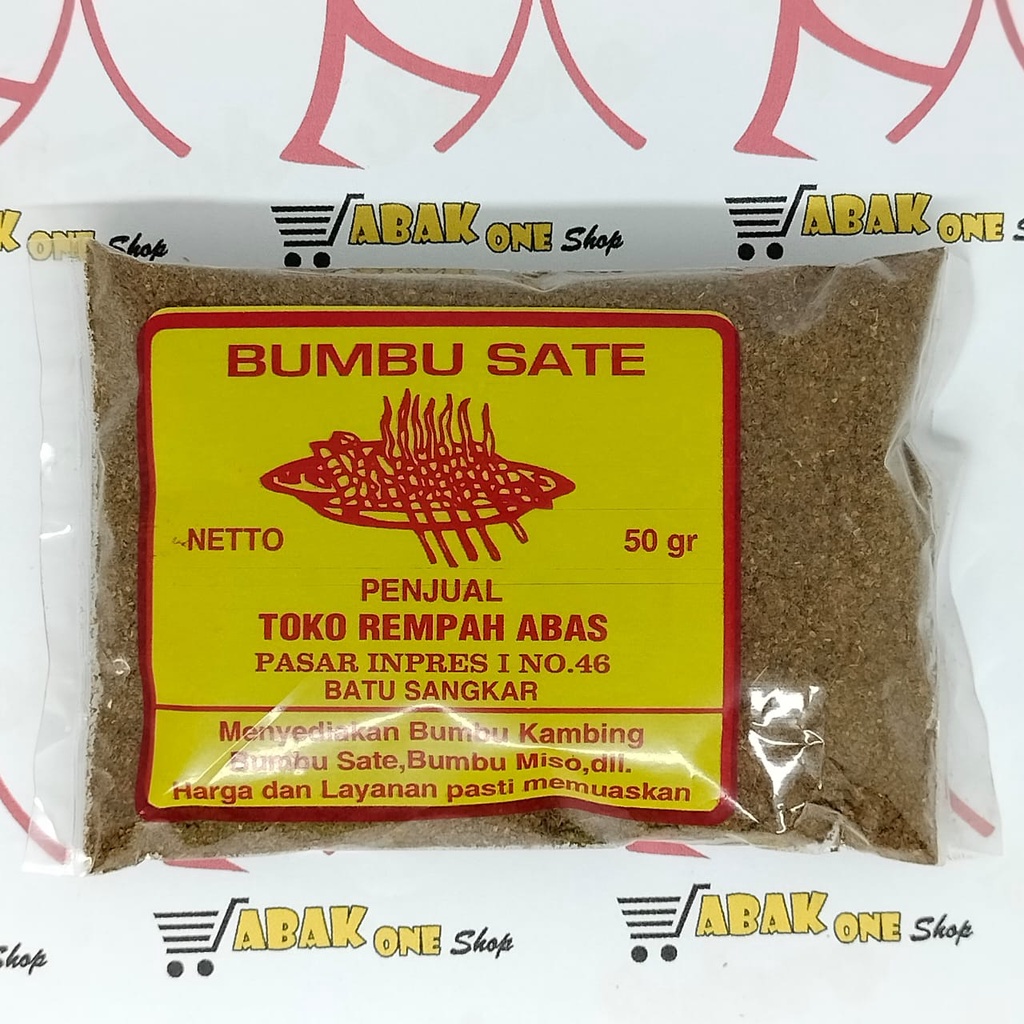 K ONE Shop
ABAK ONE Shop
ABAK ONE
BUMBU SATE
NETTO
50 gr
PENJUAL
TOKO REMPAH ABAS
PASAR INPRES I NO.46
BATU SANGKAR
Menyediakan Bumbu Kambing
Bumbu Sate,Bumbu Miso,dll.
Harga dan Layanan pasti memuaskan
Shop
ABAK ONE Shop
ABAK ONE Shop